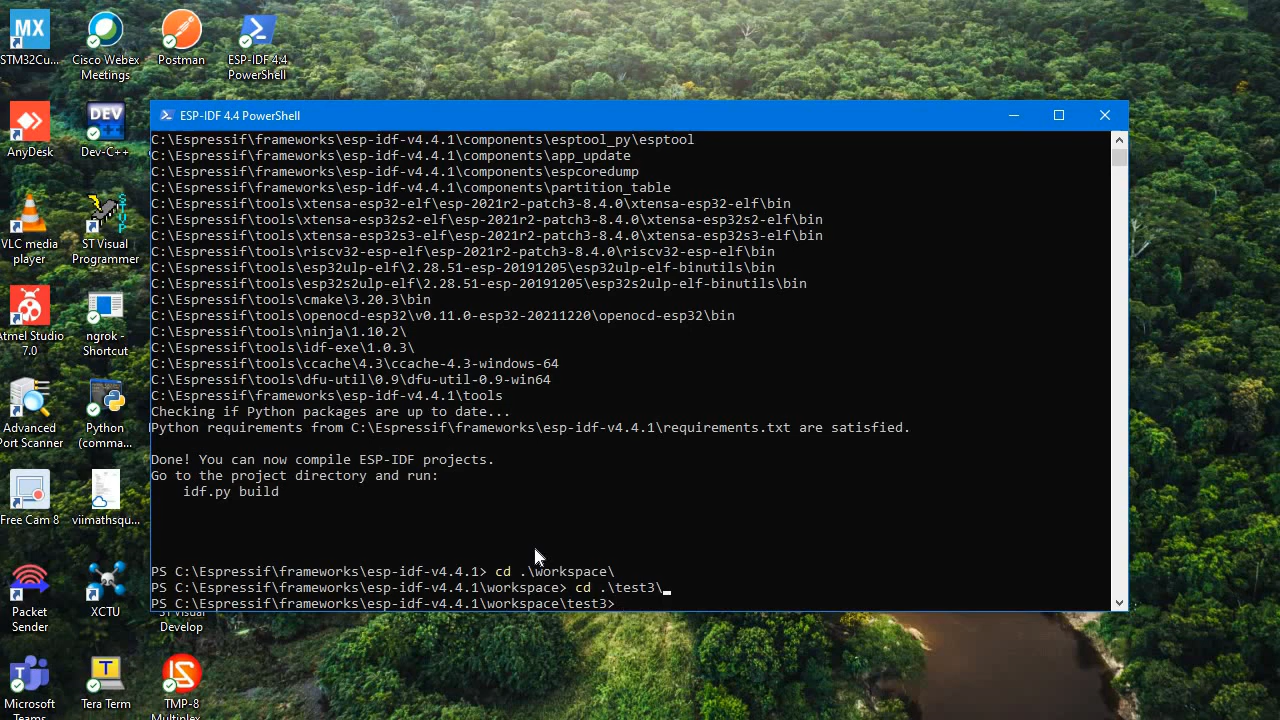 MX
STM32Cu...
Cisco Webex
Meetings
Postman
ESP-IDF 4.4
PowerShell
AnyDesk
DEV
Dev-C++
VLC media
player
ST Visual
Programmer
Atmel Studio
7.0
ngrok -
Shortcut
Advanced
Port Scanner
Python
(comma...
Free Cam 8
viimathsqu...
Packet
Sender
XCTU
ST Visual
Develop
Microsoft
Teams
Tera Term
TMP-8
Multiplex
ESP-IDF 4.4 PowerShell
C:\Espressif\frameworks\esp-idf-v4.4.1\components\esptool_py\esptool
C:\Espressif\frameworks\esp-idf-v4.4.1\components\app_update
C:\Espressif\frameworks\esp-idf-v4.4.1\components\espcoredump
C:\Espressif\frameworks\esp-idf-v4.4.1\components\partition_table
C:\Espressif\tools\xtensa-esp32-elf\esp-2021r2-patch3-8.4.0\xtensa-esp32-elf\bin
C:\Espressif\tools\xtensa-esp32s2-elf\esp-2021r2-patch3-8.4.0\xtensa-esp32s2-elf\bin
C:\Espressif\tools\xtensa-esp32s3-elf\esp-2021r2-patch3-8.4.0\xtensa-esp32s3-elf\bin
C:\Espressif\tools\riscv32-esp-elf\esp-2021r2-patch3-8.4.0\riscv32-esp-elf\bin
C:\Espressif\tools\esp32ulp-elf\2.28.51-esp-20191205\esp32ulp-elf-binutils\bin
C:\Espressif\tools\esp32s2ulp-elf\2.28.51-esp-20191205\esp32s2ulp-elf-binutils\bin
C:\Espressif\tools\cmake\3.20.3\bin
C:\Espressif\tools\openocd-esp32\v0.11.0-esp32-20211220\openocd-esp32\bin
C:\Espressif\tools\ninja\1.10.2\
C:\Espressif\tools\idf-exe\1.0.3\
C:\Espressif\tools\ccache\4.3\ccache-4.3-windows-64
C:\Espressif\tools\dfu-util\0.9\dfu-util-0.9-win64
C:\Espressif\frameworks\esp-idf-v4.4.1\tools
Checking if Python packages are up to date...
Python requirements from C:\Espressif\frameworks\esp-idf-v4.4.1\requirements.txt are satisfied.
Done! You can now compile ESP-IDF projects.
Go to the project directory and run:
idf.py build
PS C:\Espressif\frameworks\esp-idf-v4.4.1> cd .\workspace\
PS C:\Espressif\frameworks\esp-idf-v4.4.1\workspace> cd .\test3\
PS C:\Espressif\frameworks\esp-idf-v4.4.1\workspace\test3>